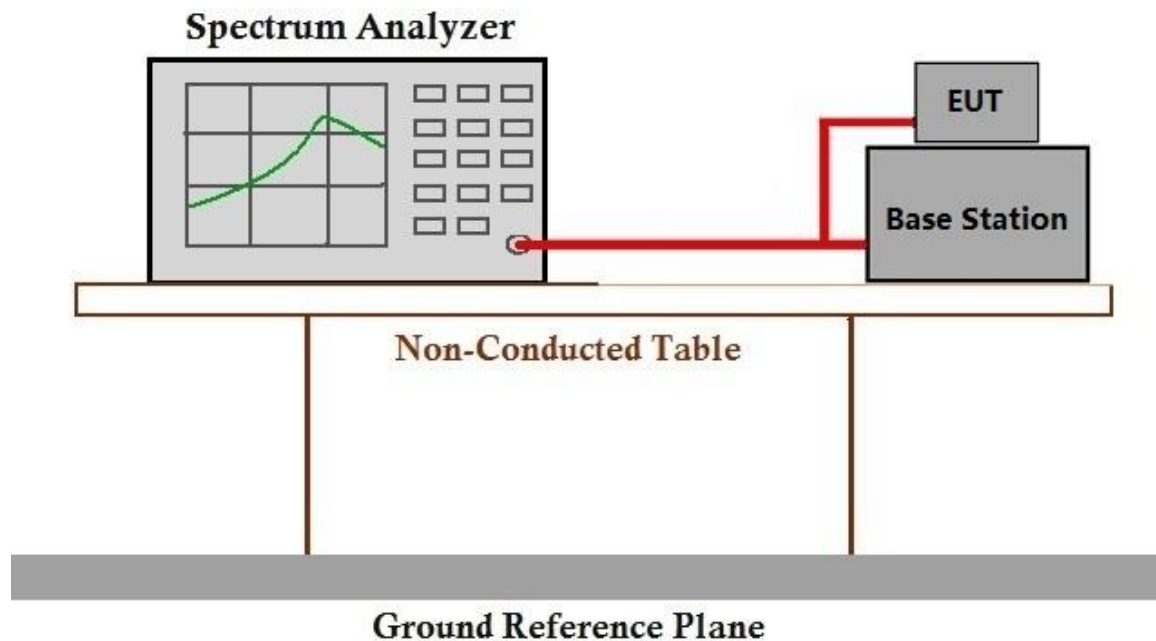 Spectrum Analyzer
EUT
Base Station
Non-Conducted Table
Ground Reference Plane